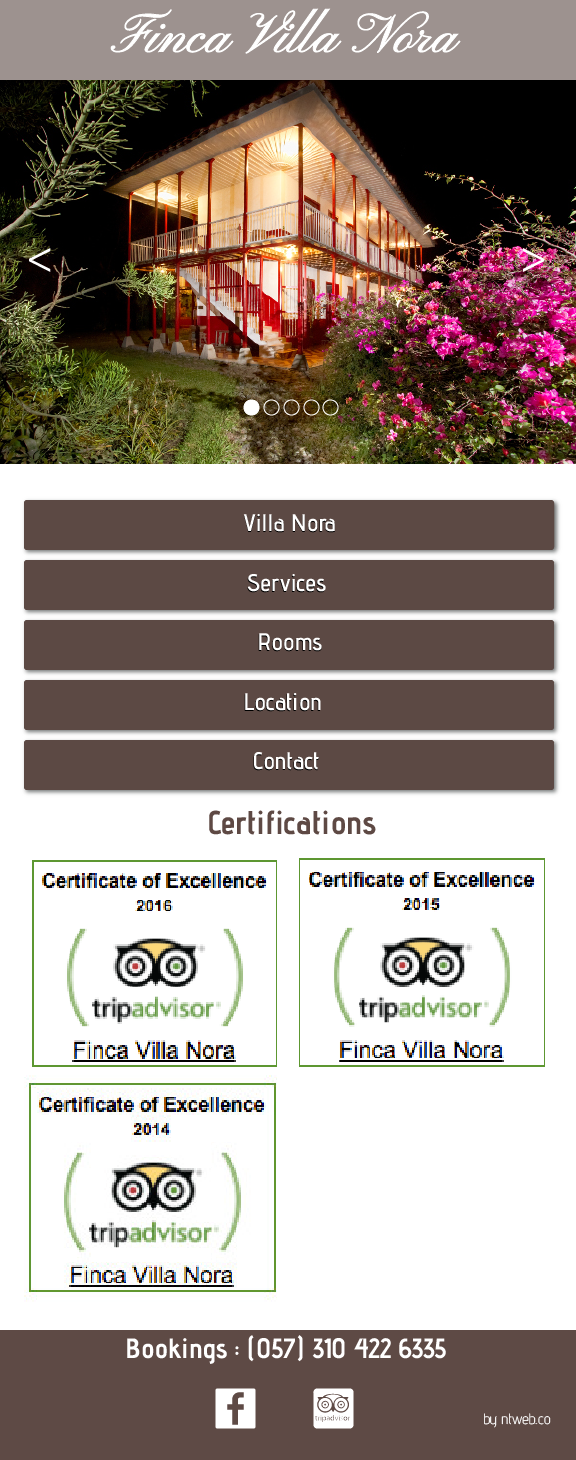 Finca Villa Nora
< >
Villa Nora
Services
Rooms
Location
Contact
Certifications
Certificate of Excellence
2016
tripadvisor®
Finca Villa Nora
Certificate of Excellence
2015
tripadvisor®
Finca Villa Nora
Certificate of Excellence
2014
tripadvisor®
Finca Villa Nora
Bookings : (057) 310 422 6335
f
tripadvisor
by ntweb.co